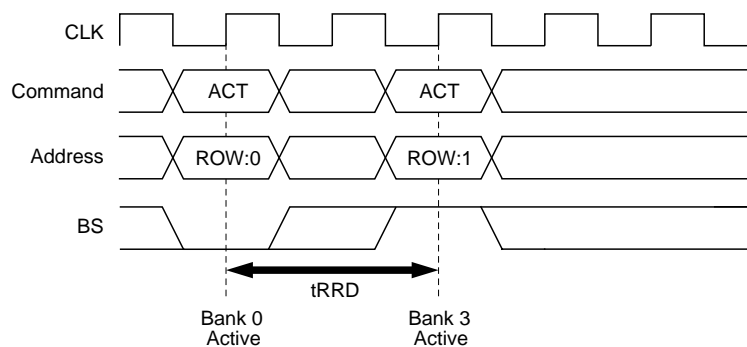 CLK
Command ACT ACT
Address ROW:0 ROW:1
BS
tRRD
Bank 0 Bank 3
Active Active